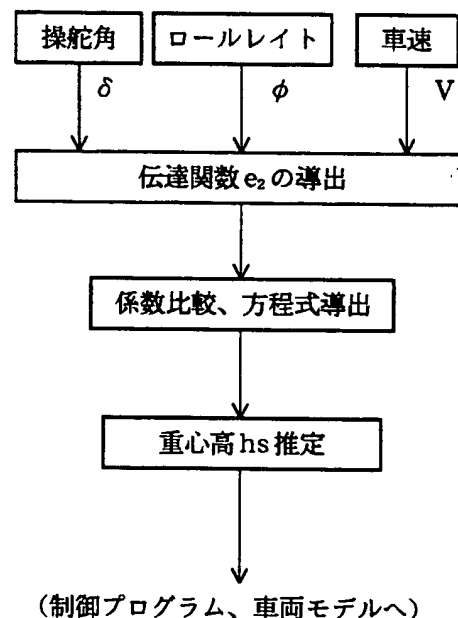 操舵角 ロールレイト 車速
δ φ V
伝達関数e₂の導出
係数比較、方程式導出
重心高hs推定
(制御プログラム、車両モデルへ)